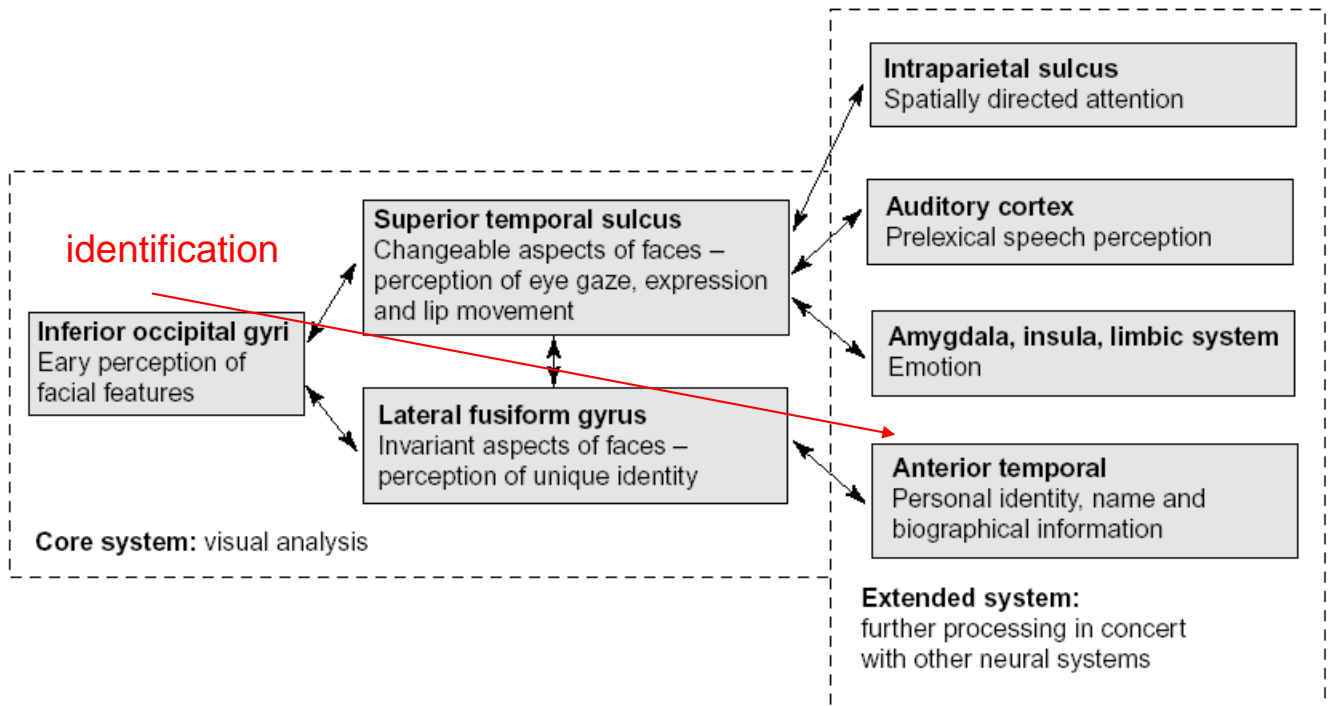 identification
Inferior occipital gyri
Eary perception of
facial features
Superior temporal sulcus
Changeable aspects of faces –
perception of eye gaze, expression
and lip movement
Lateral fusiform gyrus
Invariant aspects of faces –
perception of unique identity
Core system: visual analysis
Intraparietal sulcus
Spatially directed attention
Auditory cortex
Prelexical speech perception
Amygdala, insula, limbic system
Emotion
Anterior temporal
Personal identity, name and
biographical information
Extended system:
further processing in concert
with other neural systems